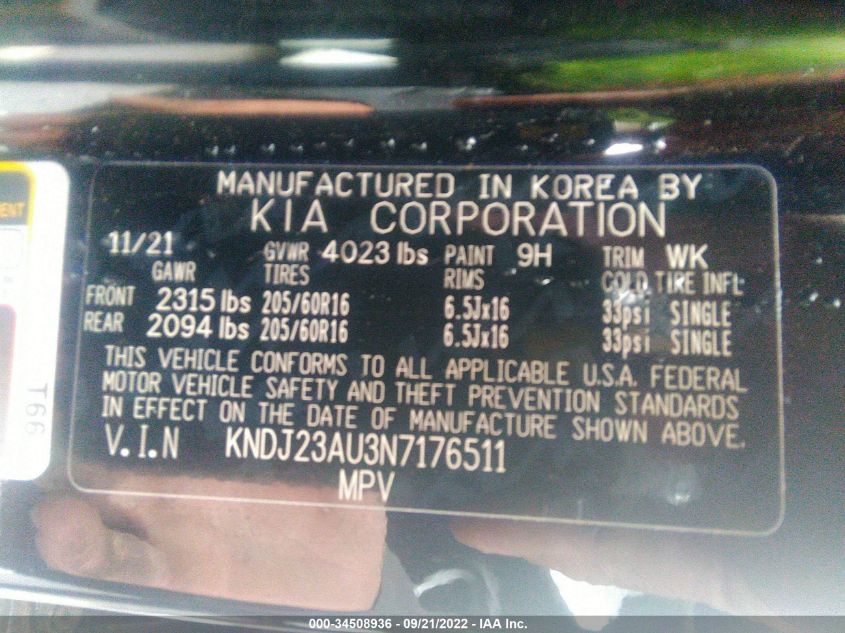 MANUFACTURED IN KOREA BY
KIA CORPORATION
11/21 GVWR 4023 lbs PAINT 9H TRIM WK
GAWR TIRES RIMS COLD TIRE INFL
FRONT 2315 lbs 205/60R16 6.5Jx16 33psi SINGLE
REAR 2094 lbs 205/60R16 6.5Jx16 33psi SINGLE
THIS VEHICLE CONFORMS TO ALL APPLICABLE U.S.A. FEDERAL
MOTOR VEHICLE SAFETY AND THEFT PREVENTION STANDARDS
IN EFFECT ON THE DATE OF MANUFACTURE SHOWN ABOVE.
V.I.N KNDJ23AU3N7176511
MPV
T66
000-34508936 - 09/21/2022 - IAA Inc.